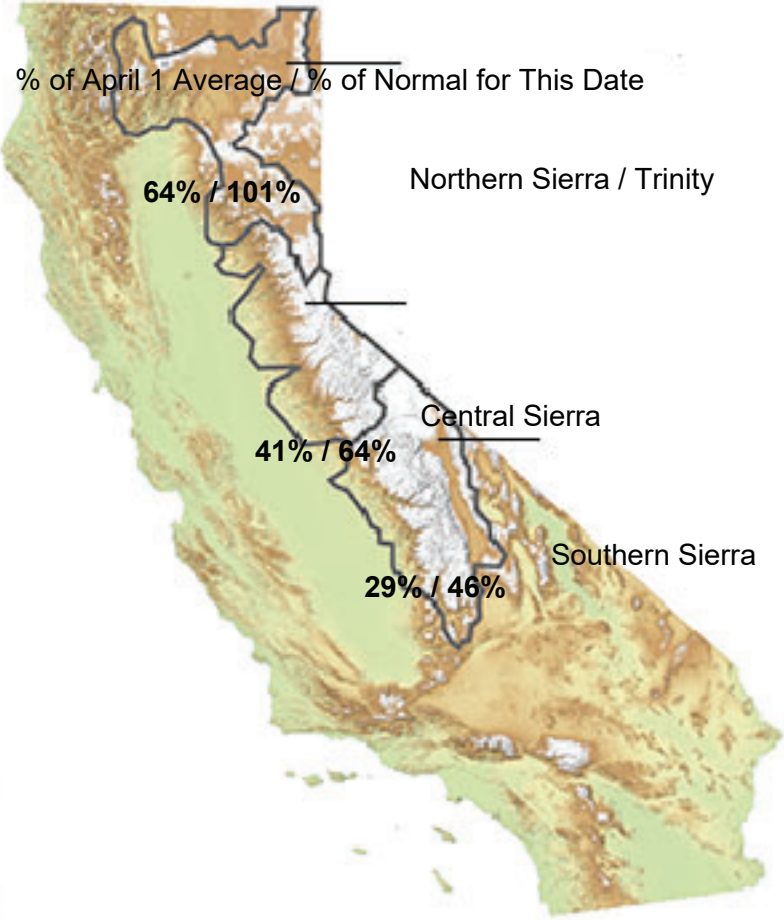 % of April 1 Average / % of Normal for This Date
Northern Sierra / Trinity
64% / 101%
Central Sierra
41% / 64%
Southern Sierra
29% / 46%